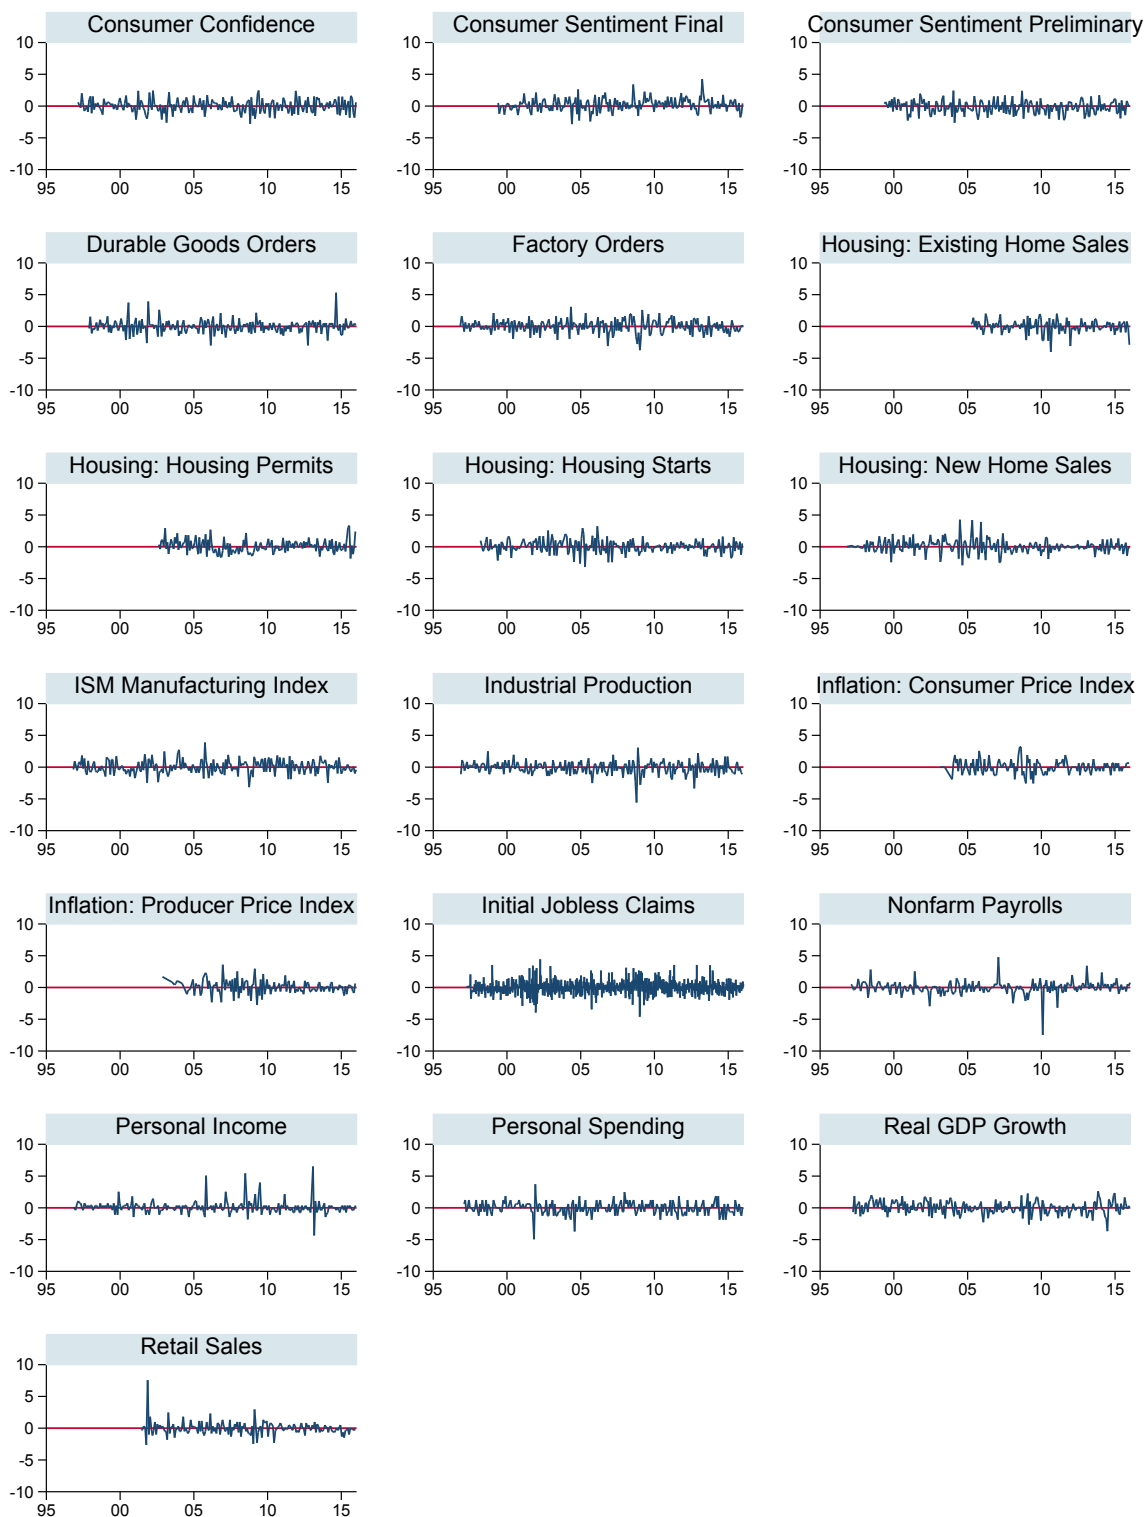 Consumer Confidence
10
5
0
-5
-10
95 00 05 10 15
Consumer Sentiment Final
10
5
0
-5
-10
95 00 05 10 15
Consumer Sentiment Preliminary
10
5
0
-5
-10
95 00 05 10 15
Durable Goods Orders
10
5
0
-5
-10
95 00 05 10 15
Factory Orders
10
5
0
-5
-10
95 00 05 10 15
Housing: Existing Home Sales
10
5
0
-5
-10
95 00 05 10 15
Housing: Housing Permits
10
5
0
-5
-10
95 00 05 10 15
Housing: Housing Starts
10
5
0
-5
-10
95 00 05 10 15
Housing: New Home Sales
10
5
0
-5
-10
95 00 05 10 15
ISM Manufacturing Index
10
5
0
-5
-10
95 00 05 10 15
Industrial Production
10
5
0
-5
-10
95 00 05 10 15
Inflation: Consumer Price Index
10
5
0
-5
-10
95 00 05 10 15
Inflation: Producer Price Index
10
5
0
-5
-10
95 00 05 10 15
Initial Jobless Claims
10
5
0
-5
-10
95 00 05 10 15
Nonfarm Payrolls
10
5
0
-5
-10
95 00 05 10 15
Personal Income
10
5
0
-5
-10
95 00 05 10 15
Personal Spending
10
5
0
-5
-10
95 00 05 10 15
Real GDP Growth
10
5
0
-5
-10
95 00 05 10 15
Retail Sales
10
5
0
-5
-10
95 00 05 10 15